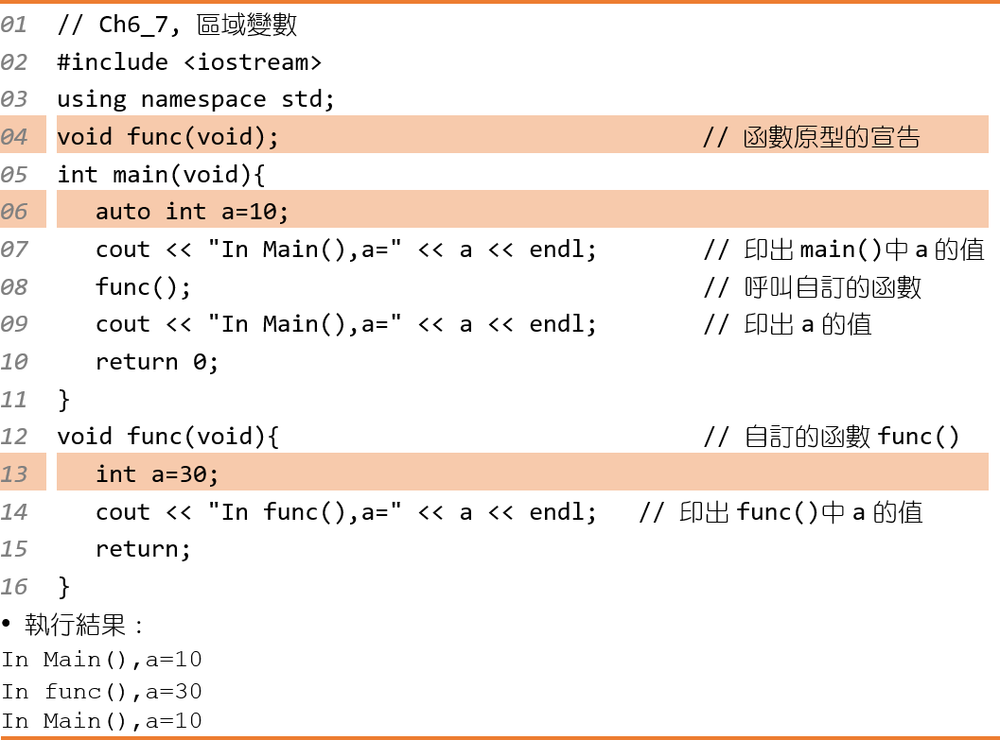 01 // Ch6_7, 區域變數
02 #include <iostream>
03 using namespace std;
04 void func(void); // 函數原型的宣告
05 int main(void){
06 auto int a=10;
07 cout << "In Main(),a=" << a << endl; // 印出 main()中 a 的值
08 func(); // 呼叫自訂的函數
09 cout << "In Main(),a=" << a << endl; // 印出 a 的值
10 return 0;
11 }
12 void func(void){ // 自訂的函數 func()
13 int a=30;
14 cout << "In func(),a=" << a << endl; // 印出 func()中 a 的值
15 return;
16 }
• 執行結果：
In Main(),a=10
In func(),a=30
In Main(),a=10